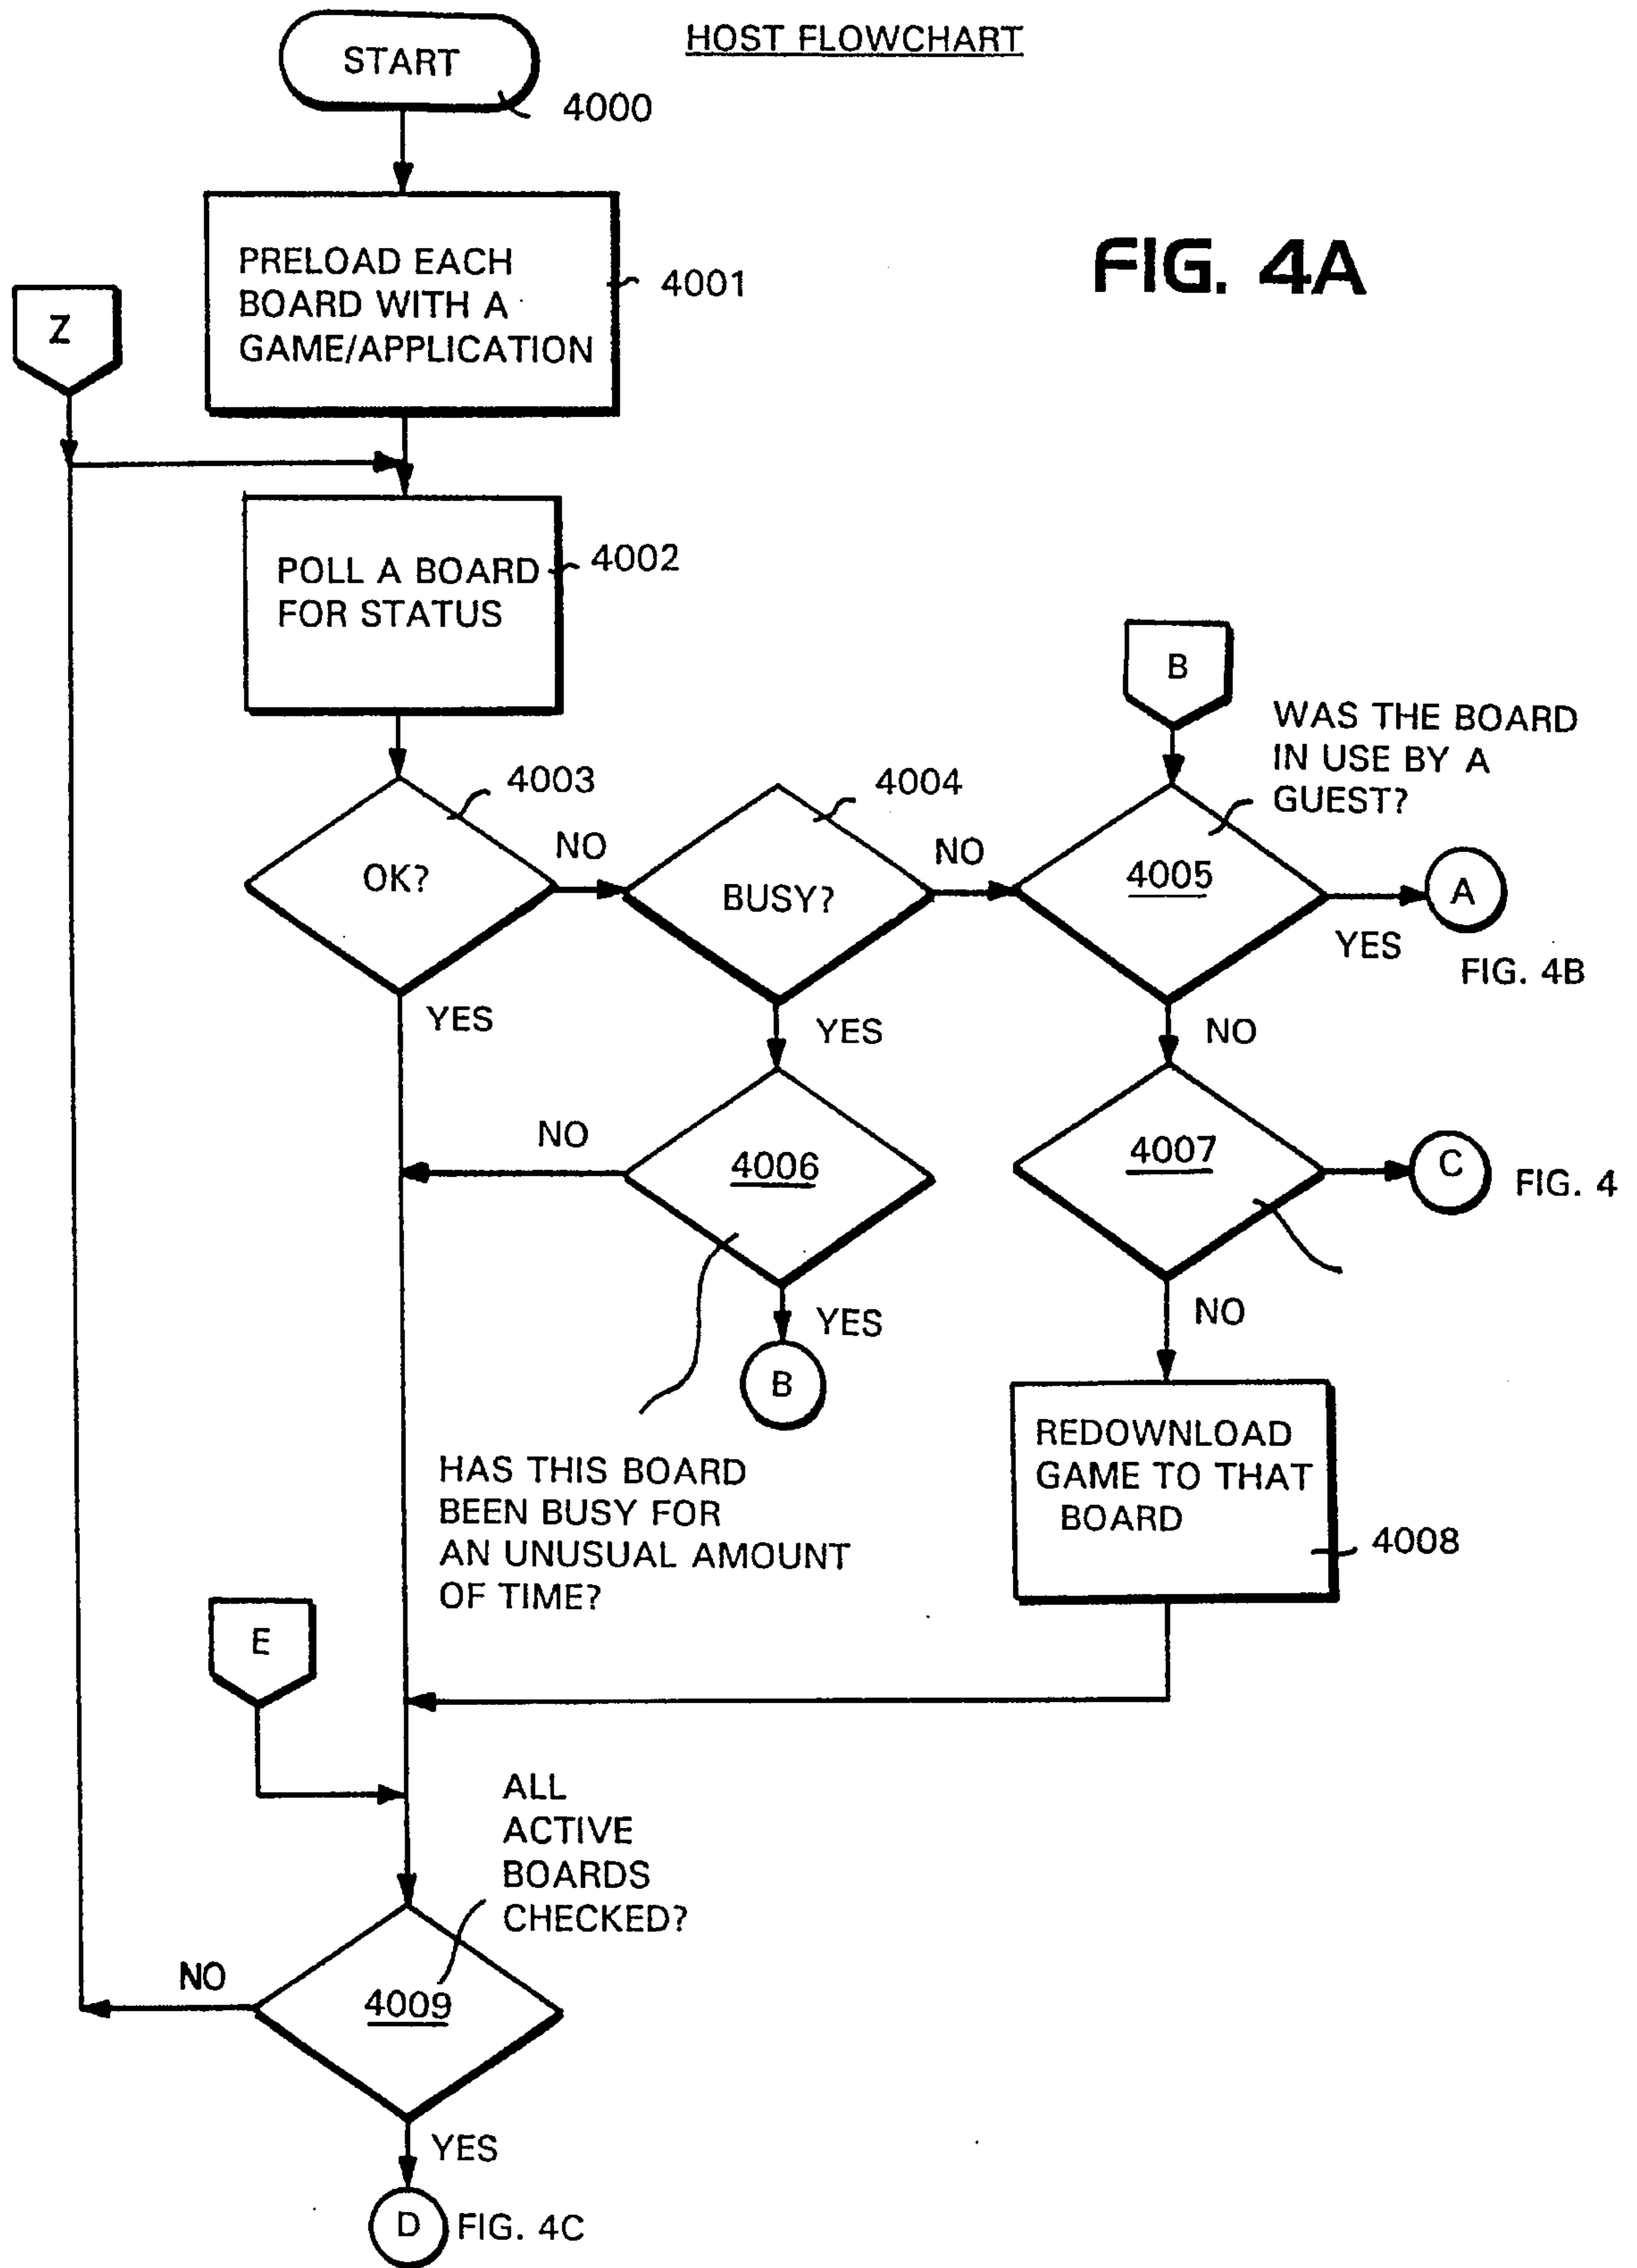 HOST FLOWCHART
START
4000
FIG. 4A
PRELOAD EACH
BOARD WITH A
GAME/APPLICATION
4001
Z
POLL A BOARD
FOR STATUS
4002
B
WAS THE BOARD
IN USE BY A
GUEST?
4003
OK?
NO
YES
4004
BUSY?
NO
YES
4005
YES
A
FIG. 4B
NO
4006
NO
YES
B
HAS THIS BOARD
BEEN BUSY FOR
AN UNUSUAL AMOUNT
OF TIME?
4007
C
FIG. 4
NO
REDOWNLOAD
GAME TO THAT
BOARD
4008
E
ALL
ACTIVE
BOARDS
CHECKED?
4009
NO
YES
D
FIG. 4C